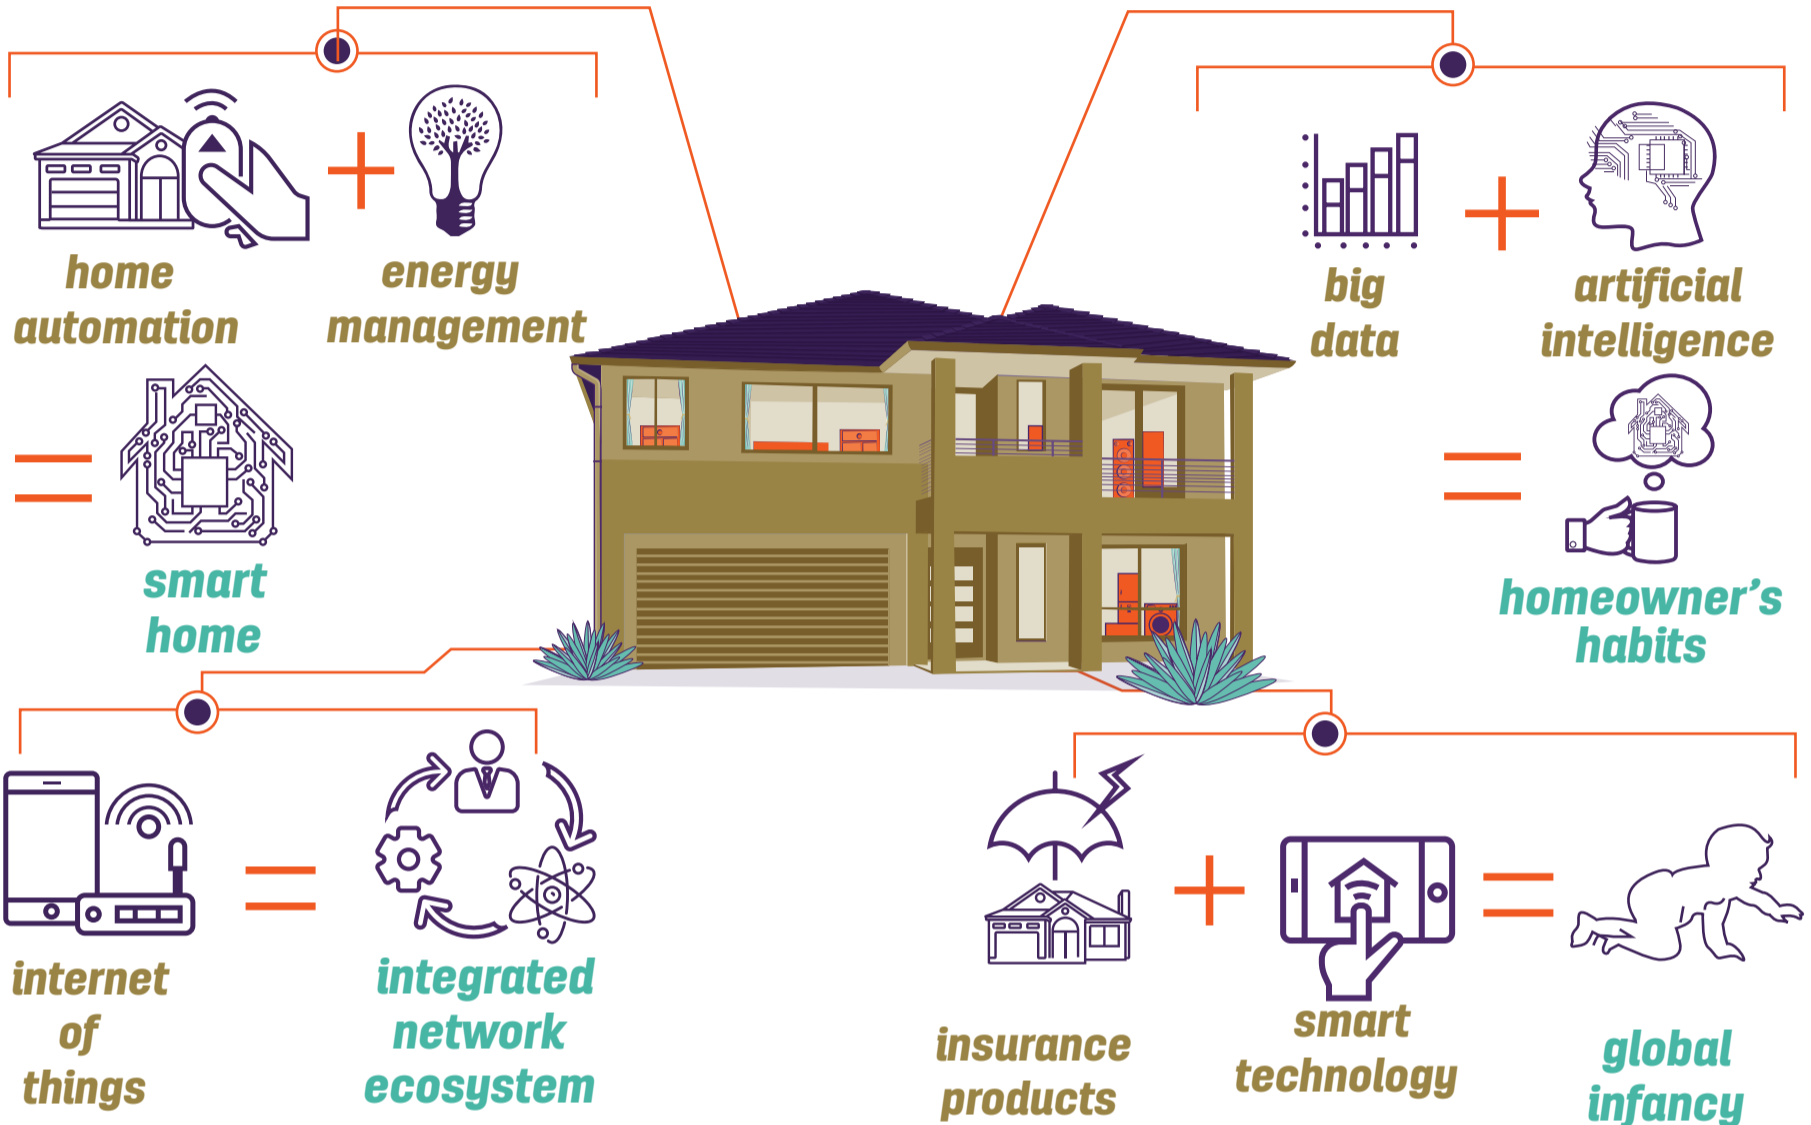 home
automation
energy
management
smart
home
big
data
artificial
intelligence
homeowner's
habits
internet
of
things
integrated
network
ecosystem
insurance
products
smart
technology
global
infancy